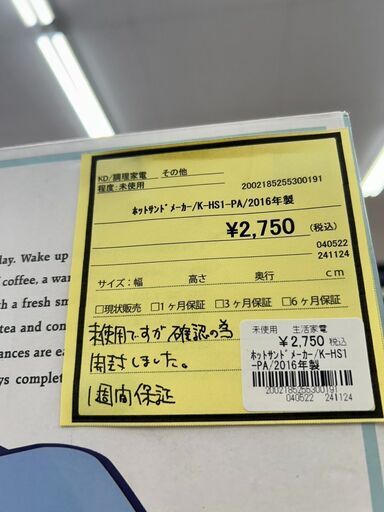 day. Wake up
f coffee, a wa
h a fresh sm
tea and con
ances are eas
ys complet
KD/調理家電 その他
程度:未使用
2002185255300191
ホットサンドメーカー/K-HS1-PA/2016年製
¥2,750 (税込)
040522
241124
サイズ:幅 高さ 奥行 cm
□現状販売 □1ヶ月保証 □3ヶ月保証 □6ヶ月保証
未使用ですが確認の為
開封しました。
1週間保証
未使用 生活家電
¥2,750 税込
ホットサンドメーカー/K-HS1
-PA/2016年製
2002185255300191
040522 241124